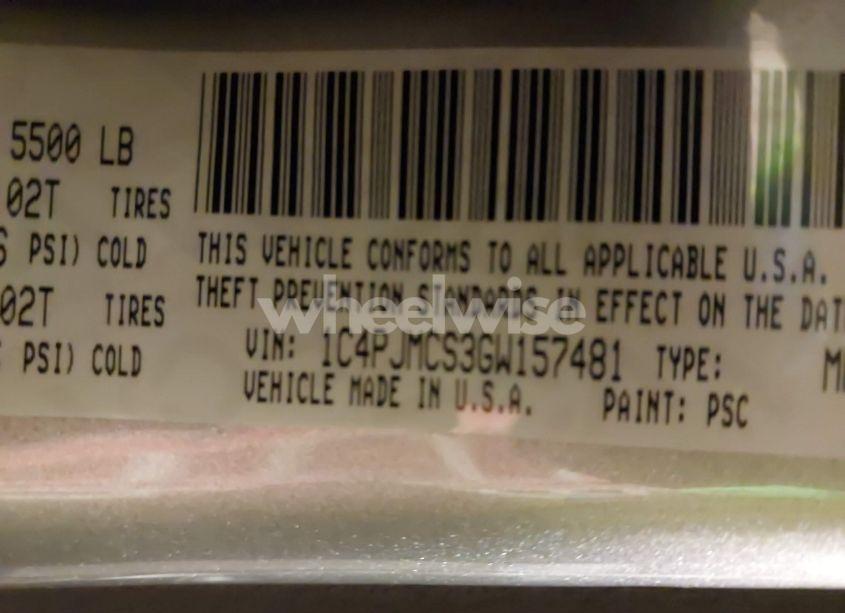 5500 LB
02T TIRES
PSI) COLD
02T TIRES
PSI) COLD
THIS VEHICLE CONFORMS TO ALL APPLICABLE U.S.A.
THEFT PREVENTION STANDARDS IN EFFECT ON THE
VIN: 1C4PJMCS3GW157481 TYPE:
VEHICLE MADE IN U.S.A. PAINT: PSC
wheelwise